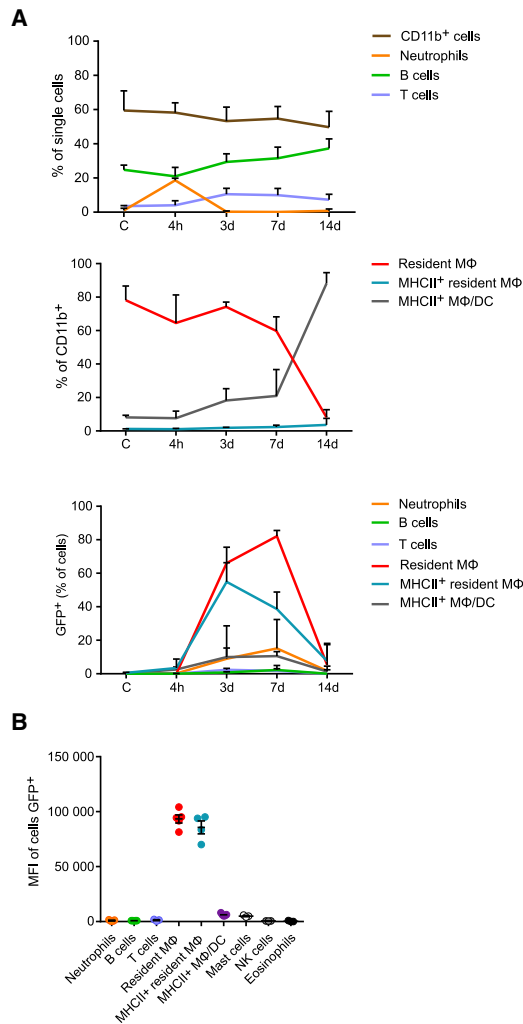 A
100
80
60
40
20
0
% of single cells
C 4h 3d 7d 14d
CD11b⁺ cells
Neutrophils
B cells
T cells
100
80
60
40
20
0
% of CD11b⁺
C 4h 3d 7d 14d
Resident MΦ
MHCII⁺ resident MΦ
MHCII⁺ MΦ/DC
100
80
60
40
20
0
GFP⁺ (% of cells)
C 4h 3d 7d 14d
Neutrophils
B cells
T cells
Resident MΦ
MHCII⁺ resident MΦ
MHCII⁺ MΦ/DC
B
150 000
100 000
50 000
0
MFI of cells GFP⁺
Neutrophils
B cells
T cells
Resident MΦ
MHCII+ resident MΦ
MHCII+ MΦ/DC
Mast cells
NK cells
Eosinophils